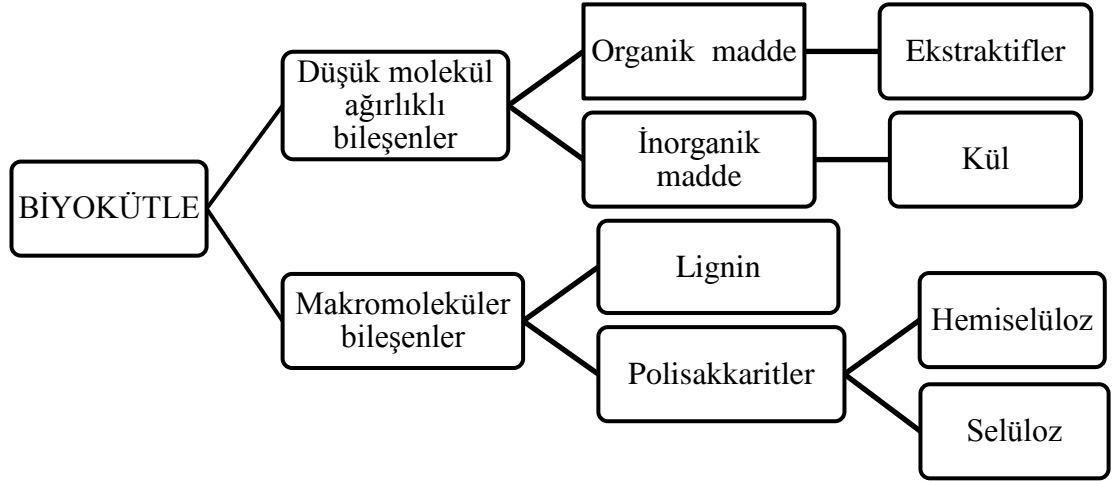 BİYOKÜTLE
Düşük molekül
ağırlıklı
bileşenler
Organik madde
Ekstraktifler
İnorganik
madde
Kül
Makromoleküler
bileşenler
Lignin
Polisakkaritler
Hemiselüloz
Selüloz